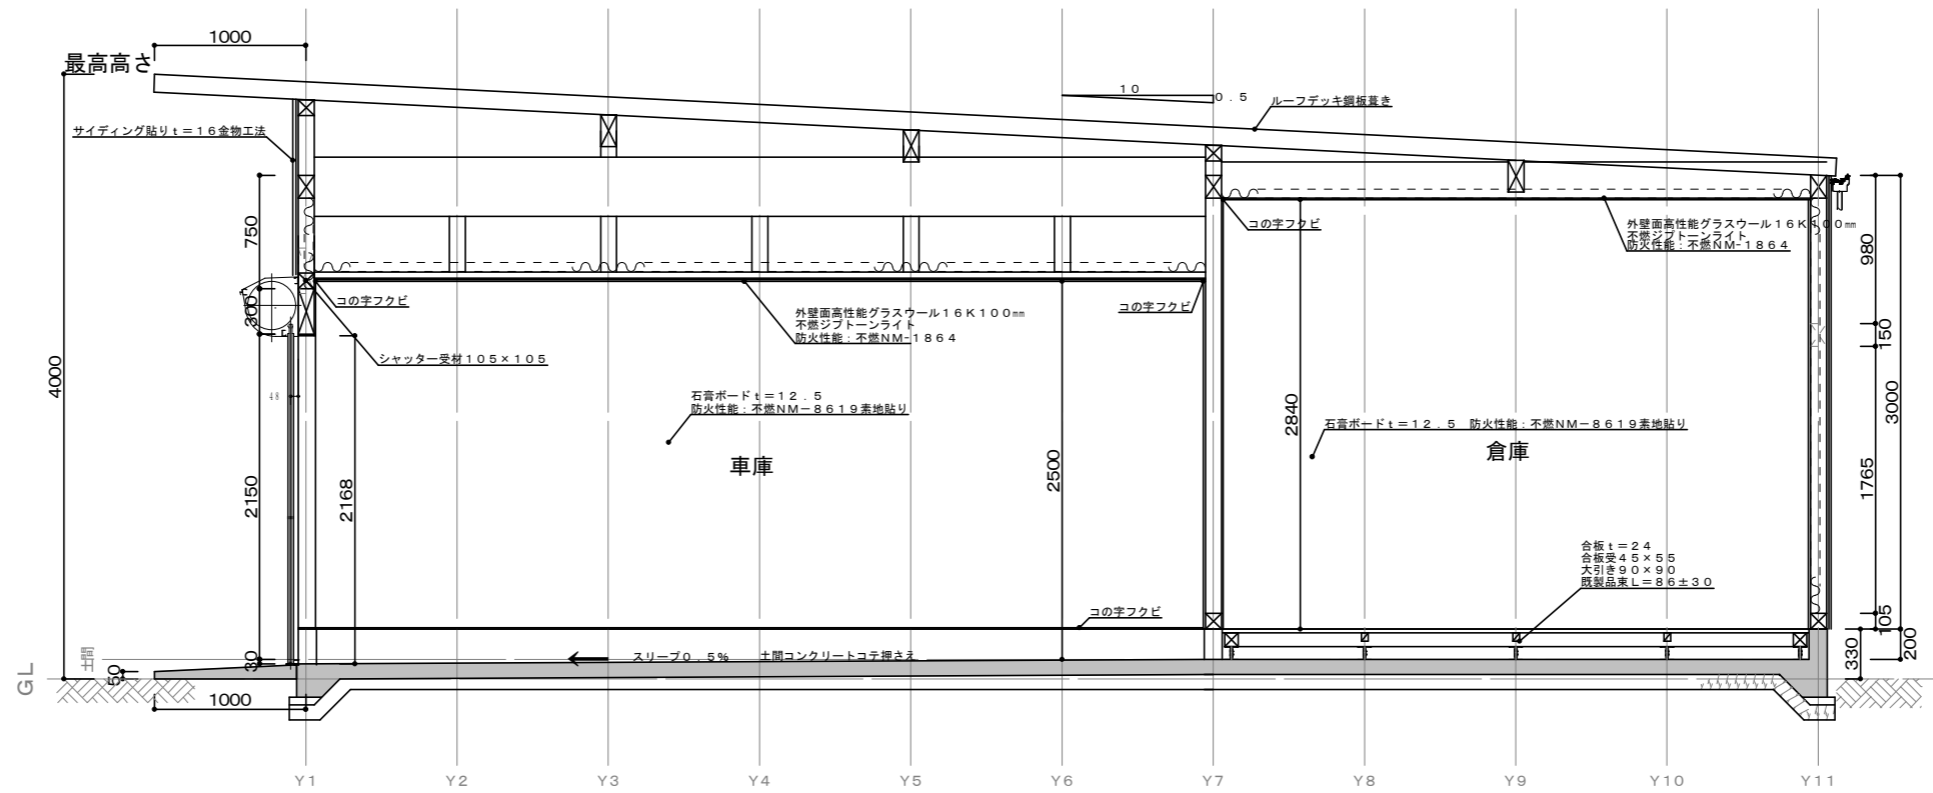 1000
最高高さ
10
0.5
ルーフデッキ鋼板葺き
サイディング貼りt=16金物工法
750
コの字フクビ
外壁面高性能グラスウール16K100㎜
不燃ジプトーンライト
防火性能:不燃NM-1864
980
300
コの字フクビ
コの字フクビ
外壁面高性能グラスウール16K100㎜
不燃ジプトーンライト
防火性能:不燃NM-1864
150
シャッター受材105×105
4000
48
石膏ボードt=12.5
防火性能:不燃NM-8619素地貼り
2840
3000
石膏ボードt=12.5 防火性能:不燃NM-8619素地貼り
車庫
倉庫
2500
1765
2150
2168
合板t=24
合板受45×55
大引き90×90
既製品束L=86±30
コの字フクビ
105
200
330
30
土間
スリーブ0.5% 土間コンクリートコテ押さえ
50
GL
1000
Y1
Y2
Y3
Y4
Y5
Y6
Y7
Y8
Y9
Y10
Y11